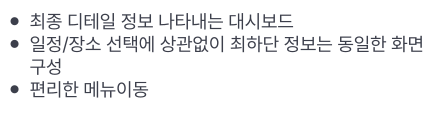 • 최종 디테일 정보 나타내는 대시보드
• 일정/장소 선택에 상관없이 최하단 정보는 동일한 화면
구성
• 편리한 메뉴이동